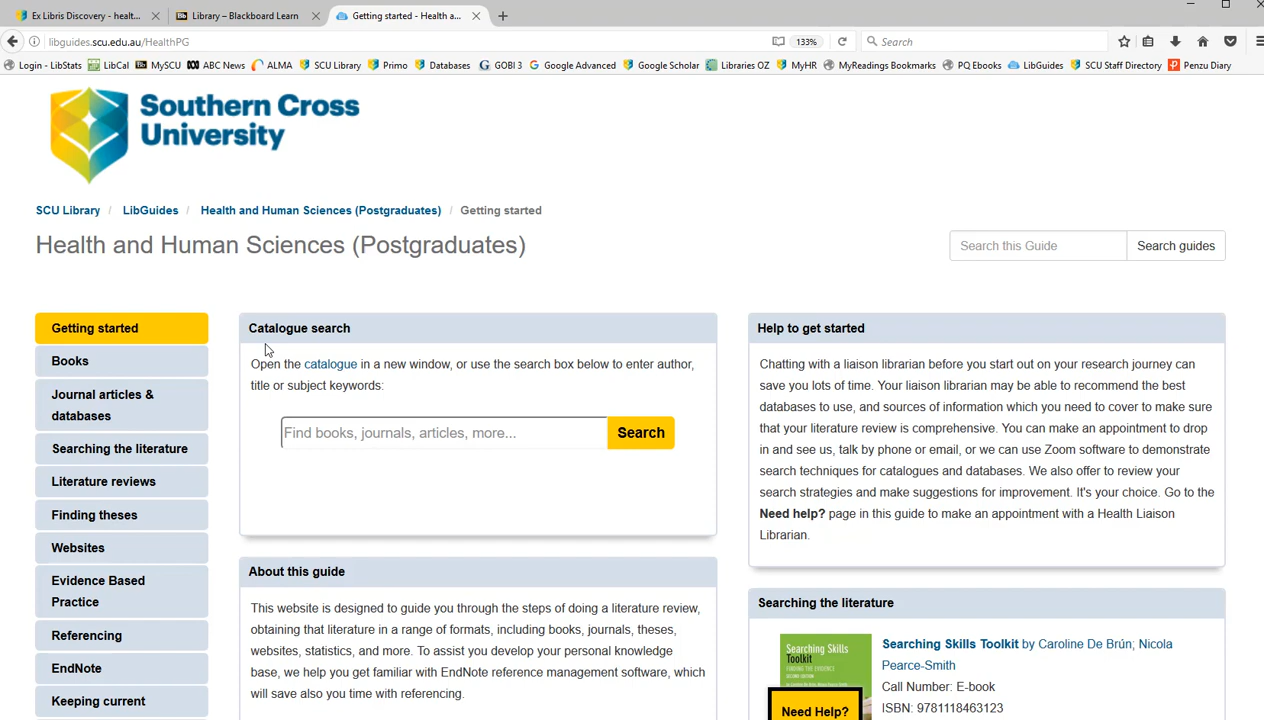 Ex Libris Discovery - healt...
Library – Blackboard Learn
Getting started - Health a...
libguides.scu.edu.au/HealthPG
133%
Search
Login - LibStats
LibCal
MySCU
ABC News
ALMA
SCU Library
Primo
Databases
GOBI 3
Google Advanced
Google Scholar
Libraries OZ
MyHR
MyReadings Bookmarks
PQ Ebooks
LibGuides
SCU Staff Directory
Penzu Diary
Southern Cross
University
SCU Library / LibGuides / Health and Human Sciences (Postgraduates) / Getting started
Health and Human Sciences (Postgraduates)
Search this Guide
Search guides
Getting started
Books
Journal articles &
databases
Searching the literature
Literature reviews
Finding theses
Websites
Evidence Based
Practice
Referencing
EndNote
Keeping current
Catalogue search
Open the catalogue in a new window, or use the search box below to enter author,
title or subject keywords:
Find books, journals, articles, more...
Search
About this guide
This website is designed to guide you through the steps of doing a literature review,
obtaining that literature in a range of formats, including books, journals, theses,
websites, statistics, and more. To assist you develop your personal knowledge
base, we help you get familiar with EndNote reference management software, which
will save also you time with referencing.
Help to get started
Chatting with a liaison librarian before you start out on your research journey can
save you lots of time. Your liaison librarian may be able to recommend the best
databases to use, and sources of information which you need to cover to make sure
that your literature review is comprehensive. You can make an appointment to drop
in and see us, talk by phone or email, or we can use Zoom software to demonstrate
search techniques for catalogues and databases. We also offer to review your
search strategies and make suggestions for improvement. It's your choice. Go to the
Need help? page in this guide to make an appointment with a Health Liaison
Librarian.
Searching the literature
Searching Skills
Toolkit
FINDING THE EVIDENCE
SECOND EDITION
Searching Skills Toolkit by Caroline De Brún; Nicola
Pearce-Smith
Call Number: E-book
ISBN: 9781118463123
Need Help?